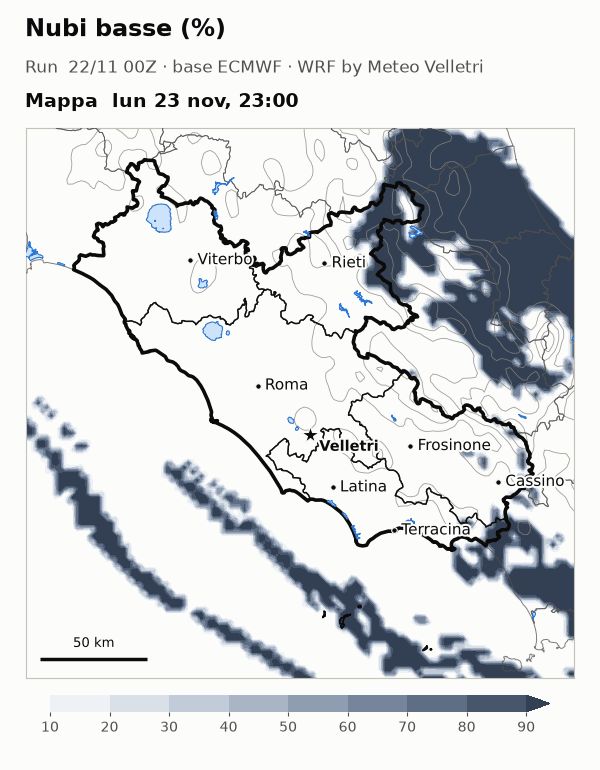 Nubi basse (%)
Run 22/11 00Z · base ECMWF · WRF by Meteo Velletri
Mappa lun 23 nov, 23:00
Viterbo
Rieti
Roma
Velletri
Frosinone
Cassino
Latina
Terracina
50 km
10 20 30 40 50 60 70 80 90